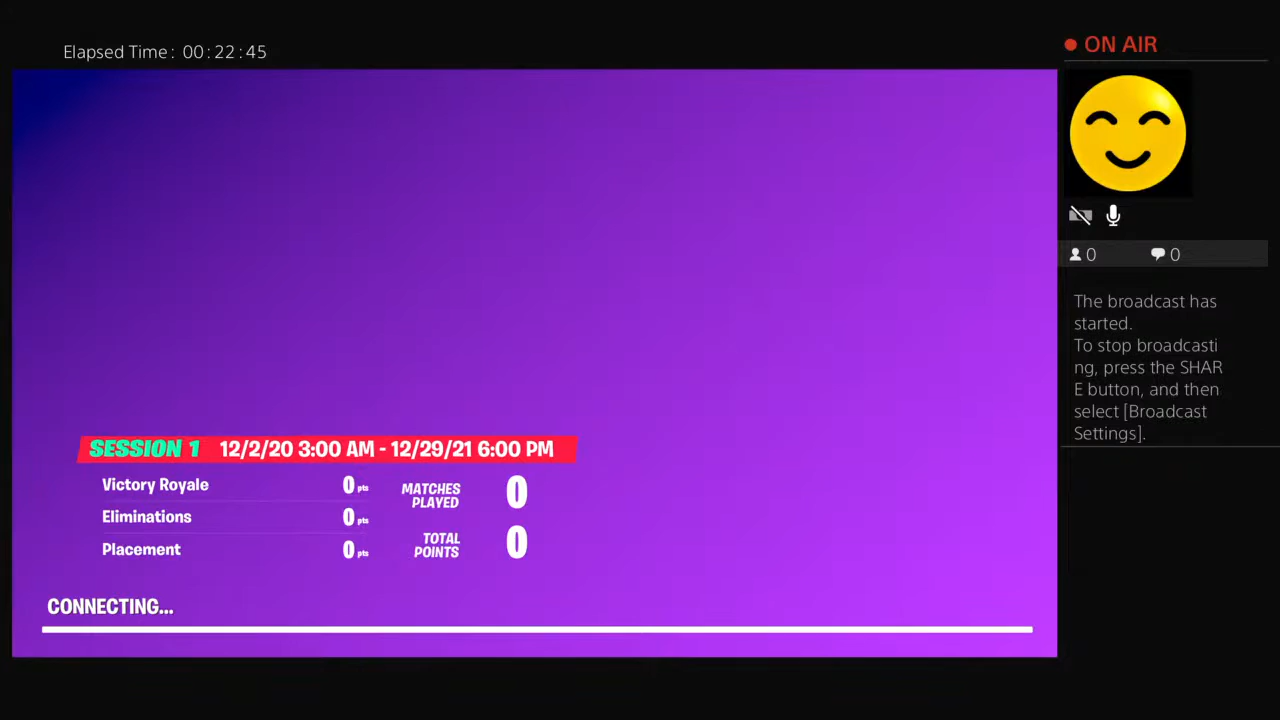 Elapsed Time: 00:22:45
ON AIR
0 0
The broadcast has
started.
To stop broadcasti
ng, press the SHAR
E button, and then
select [Broadcast
Settings].
SESSION 1 12/2/20 3:00 AM - 12/29/21 6:00 PM
Victory Royale 0 pts
Eliminations 0 pts
Placement 0 pts
MATCHES
PLAYED 0
TOTAL
POINTS 0
CONNECTING...